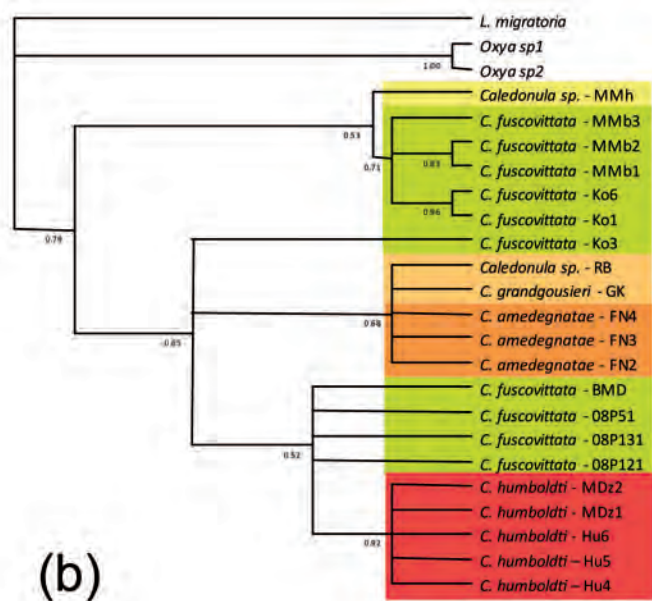 L. migratoria
Oxya sp1
1.00
Oxya sp2
Caledonula sp. - MMh
0.53
C. fuscovittata - MMb3
C. fuscovittata - MMb2
0.71
0.83
C. fuscovittata - MMb1
C. fuscovittata - Ko6
0.96
C. fuscovittata - Ko1
0.79
C. fuscovittata - Ko3
Caledonula sp. - RB
C. grandgousieri - GK
C. amedegnatae - FN4
0.68
C. amedegnatae - FN3
0.85
C. amedegnatae - FN2
C. fuscovittata - BMD
C. fuscovittata - 08P51
C. fuscovittata - 08P131
0.52
C. fuscovittata - 08P121
C. humboldti - MDz2
C. humboldti - MDz1
C. humboldti - Hu6
0.92
C. humboldti – Hu5
C. humboldti – Hu4
(b)